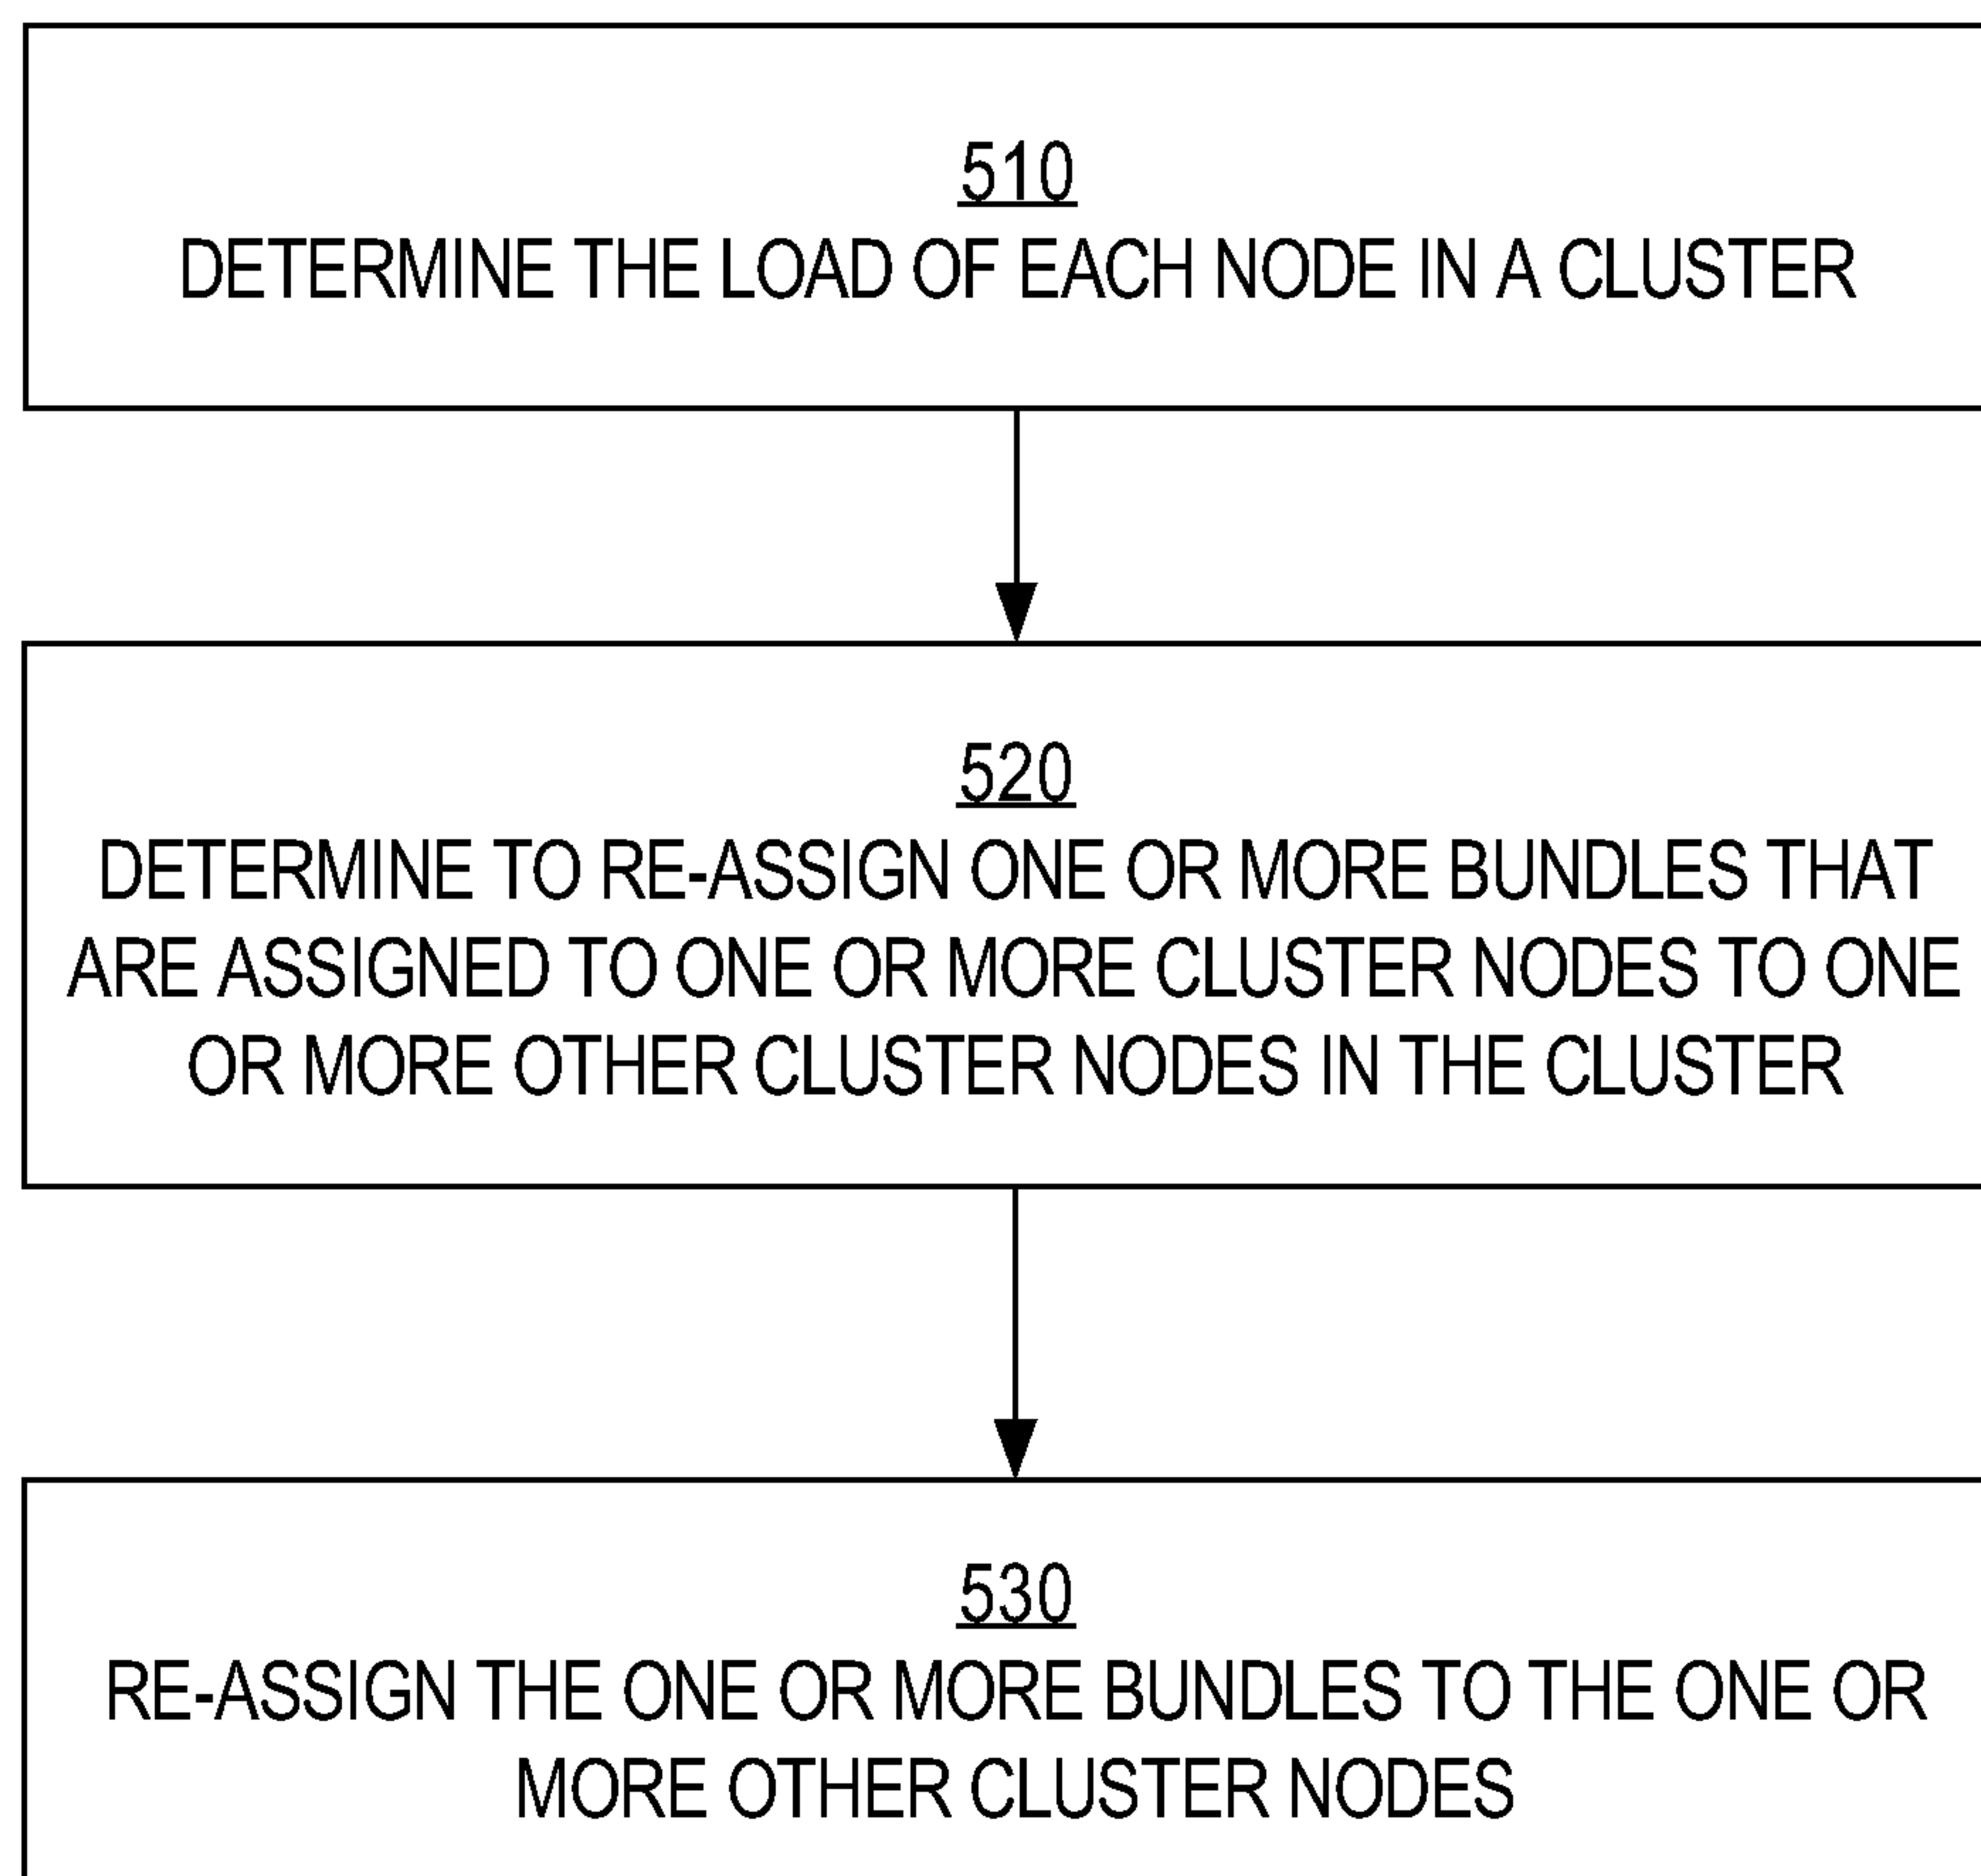 510
DETERMINE THE LOAD OF EACH NODE IN A CLUSTER
520
DETERMINE TO RE-ASSIGN ONE OR MORE BUNDLES THAT
ARE ASSIGNED TO ONE OR MORE CLUSTER NODES TO ONE
OR MORE OTHER CLUSTER NODES IN THE CLUSTER
530
RE-ASSIGN THE ONE OR MORE BUNDLES TO THE ONE OR
MORE OTHER CLUSTER NODES